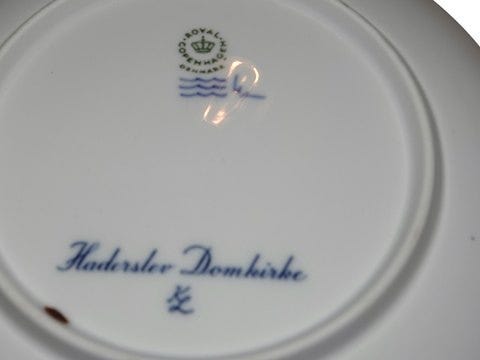 ROYAL
COPENHAGEN
DENMARK
Haderslev Domkirke